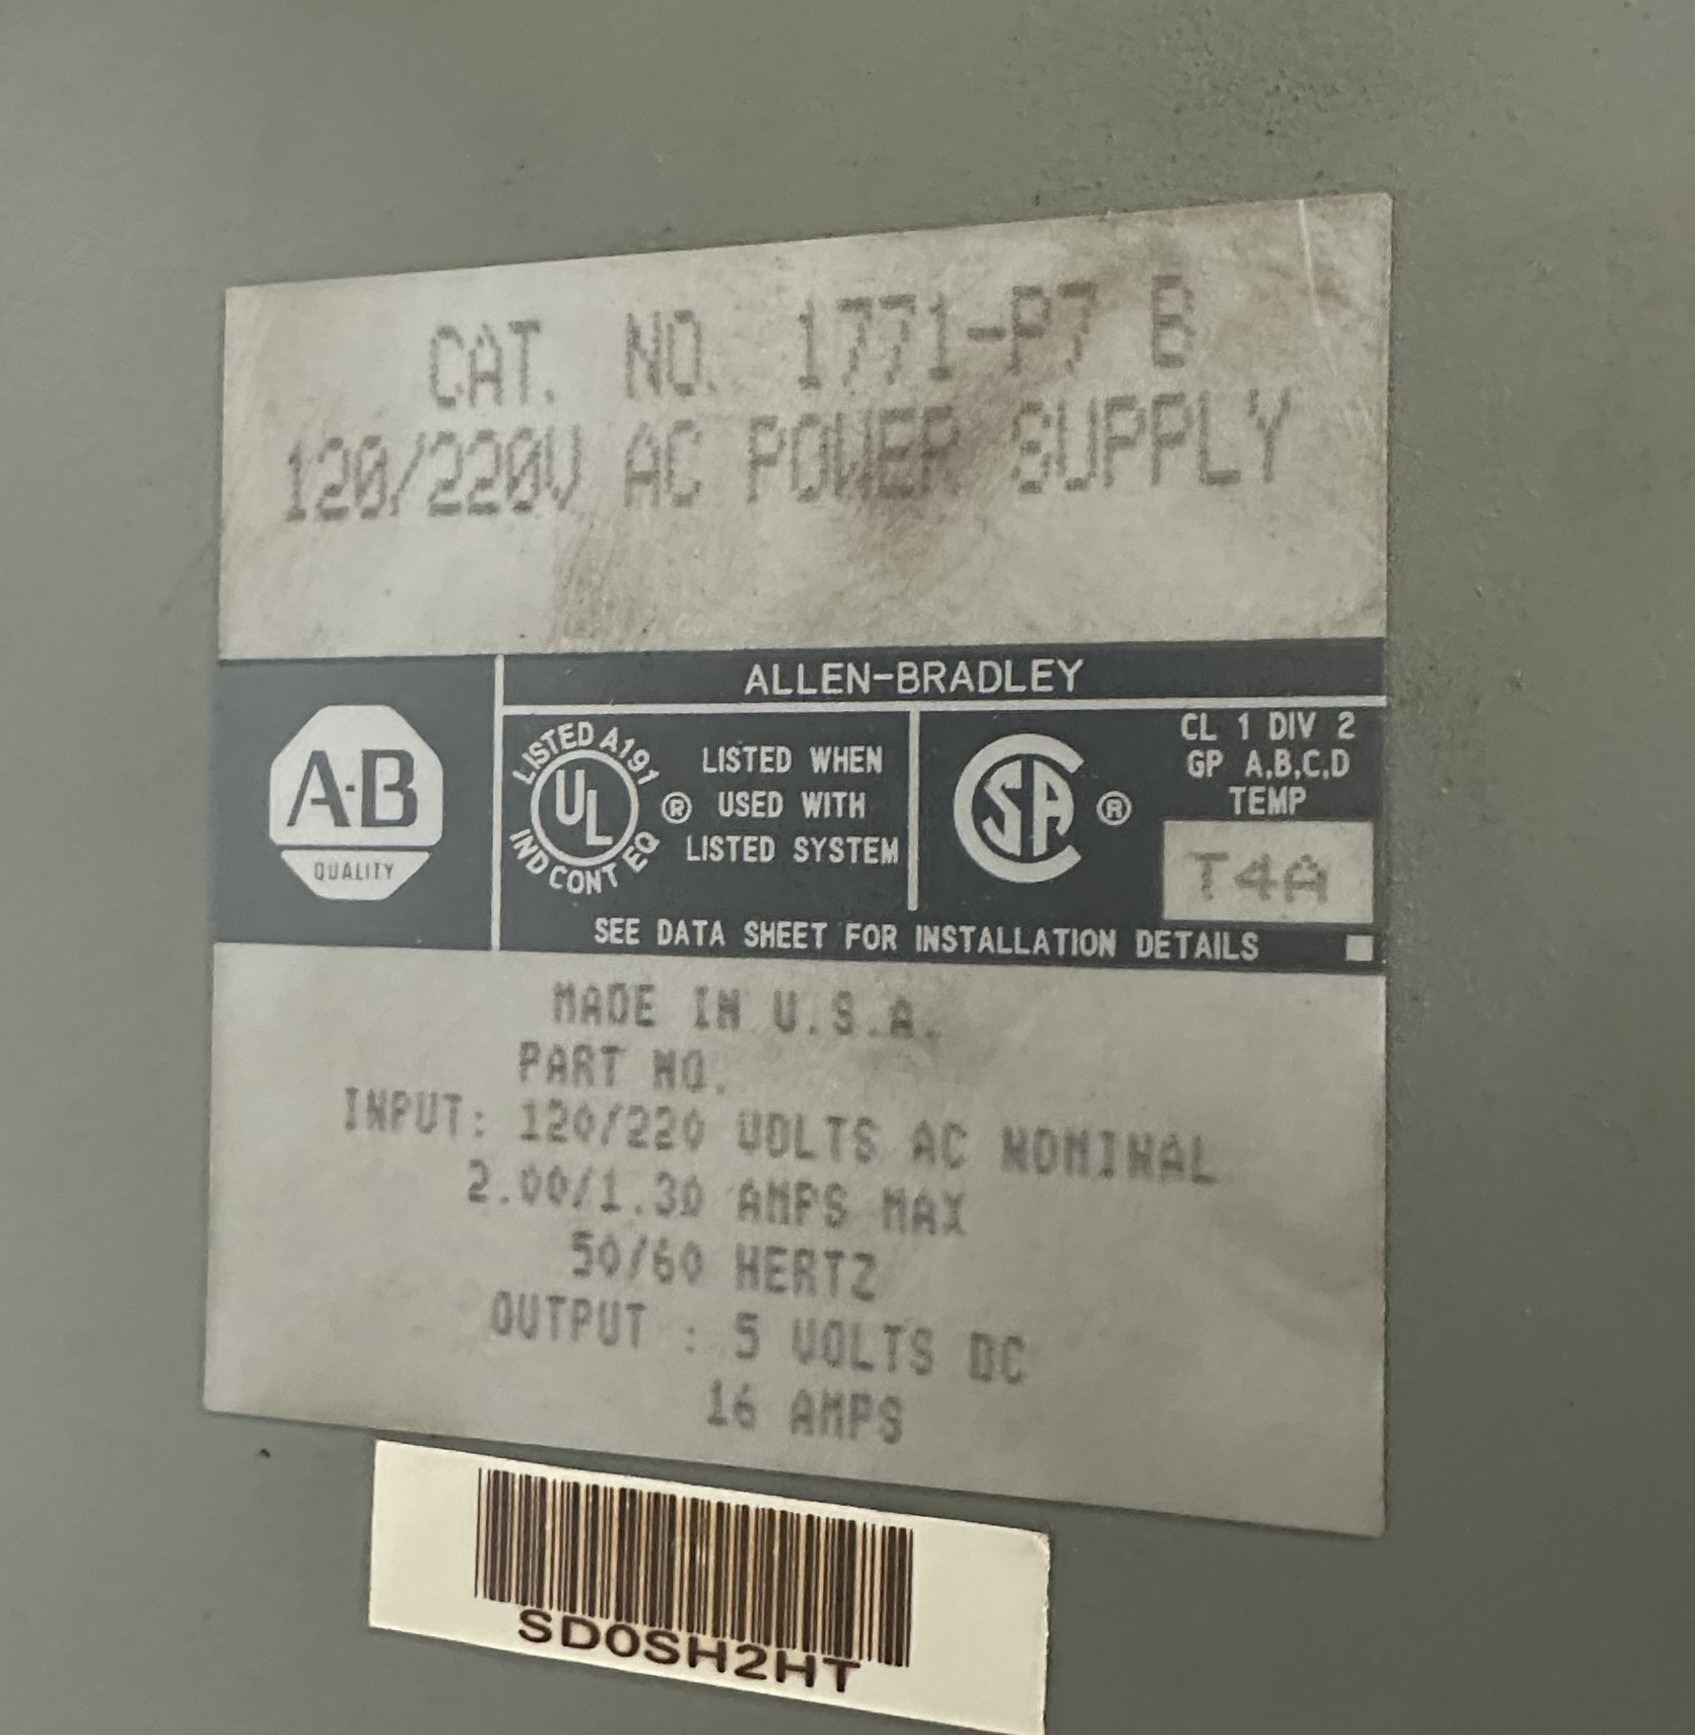 CAT. NO. 1771-P7 B
120/220V AC POWER SUPPLY
ALLEN-BRADLEY
A-B
QUALITY
LISTED A191
UL
IND CONT EQ
®
LISTED WHEN
USED WITH
LISTED SYSTEM
SA
®
CL 1 DIV 2
GP A,B,C,D
TEMP
T4A
SEE DATA SHEET FOR INSTALLATION DETAILS
MADE IN U.S.A.
PART NO.
INPUT: 120/220 VOLTS AC NOMINAL
2.00/1.30 AMPS MAX
50/60 HERTZ
OUTPUT : 5 VOLTS DC
16 AMPS
SD0SH2HT